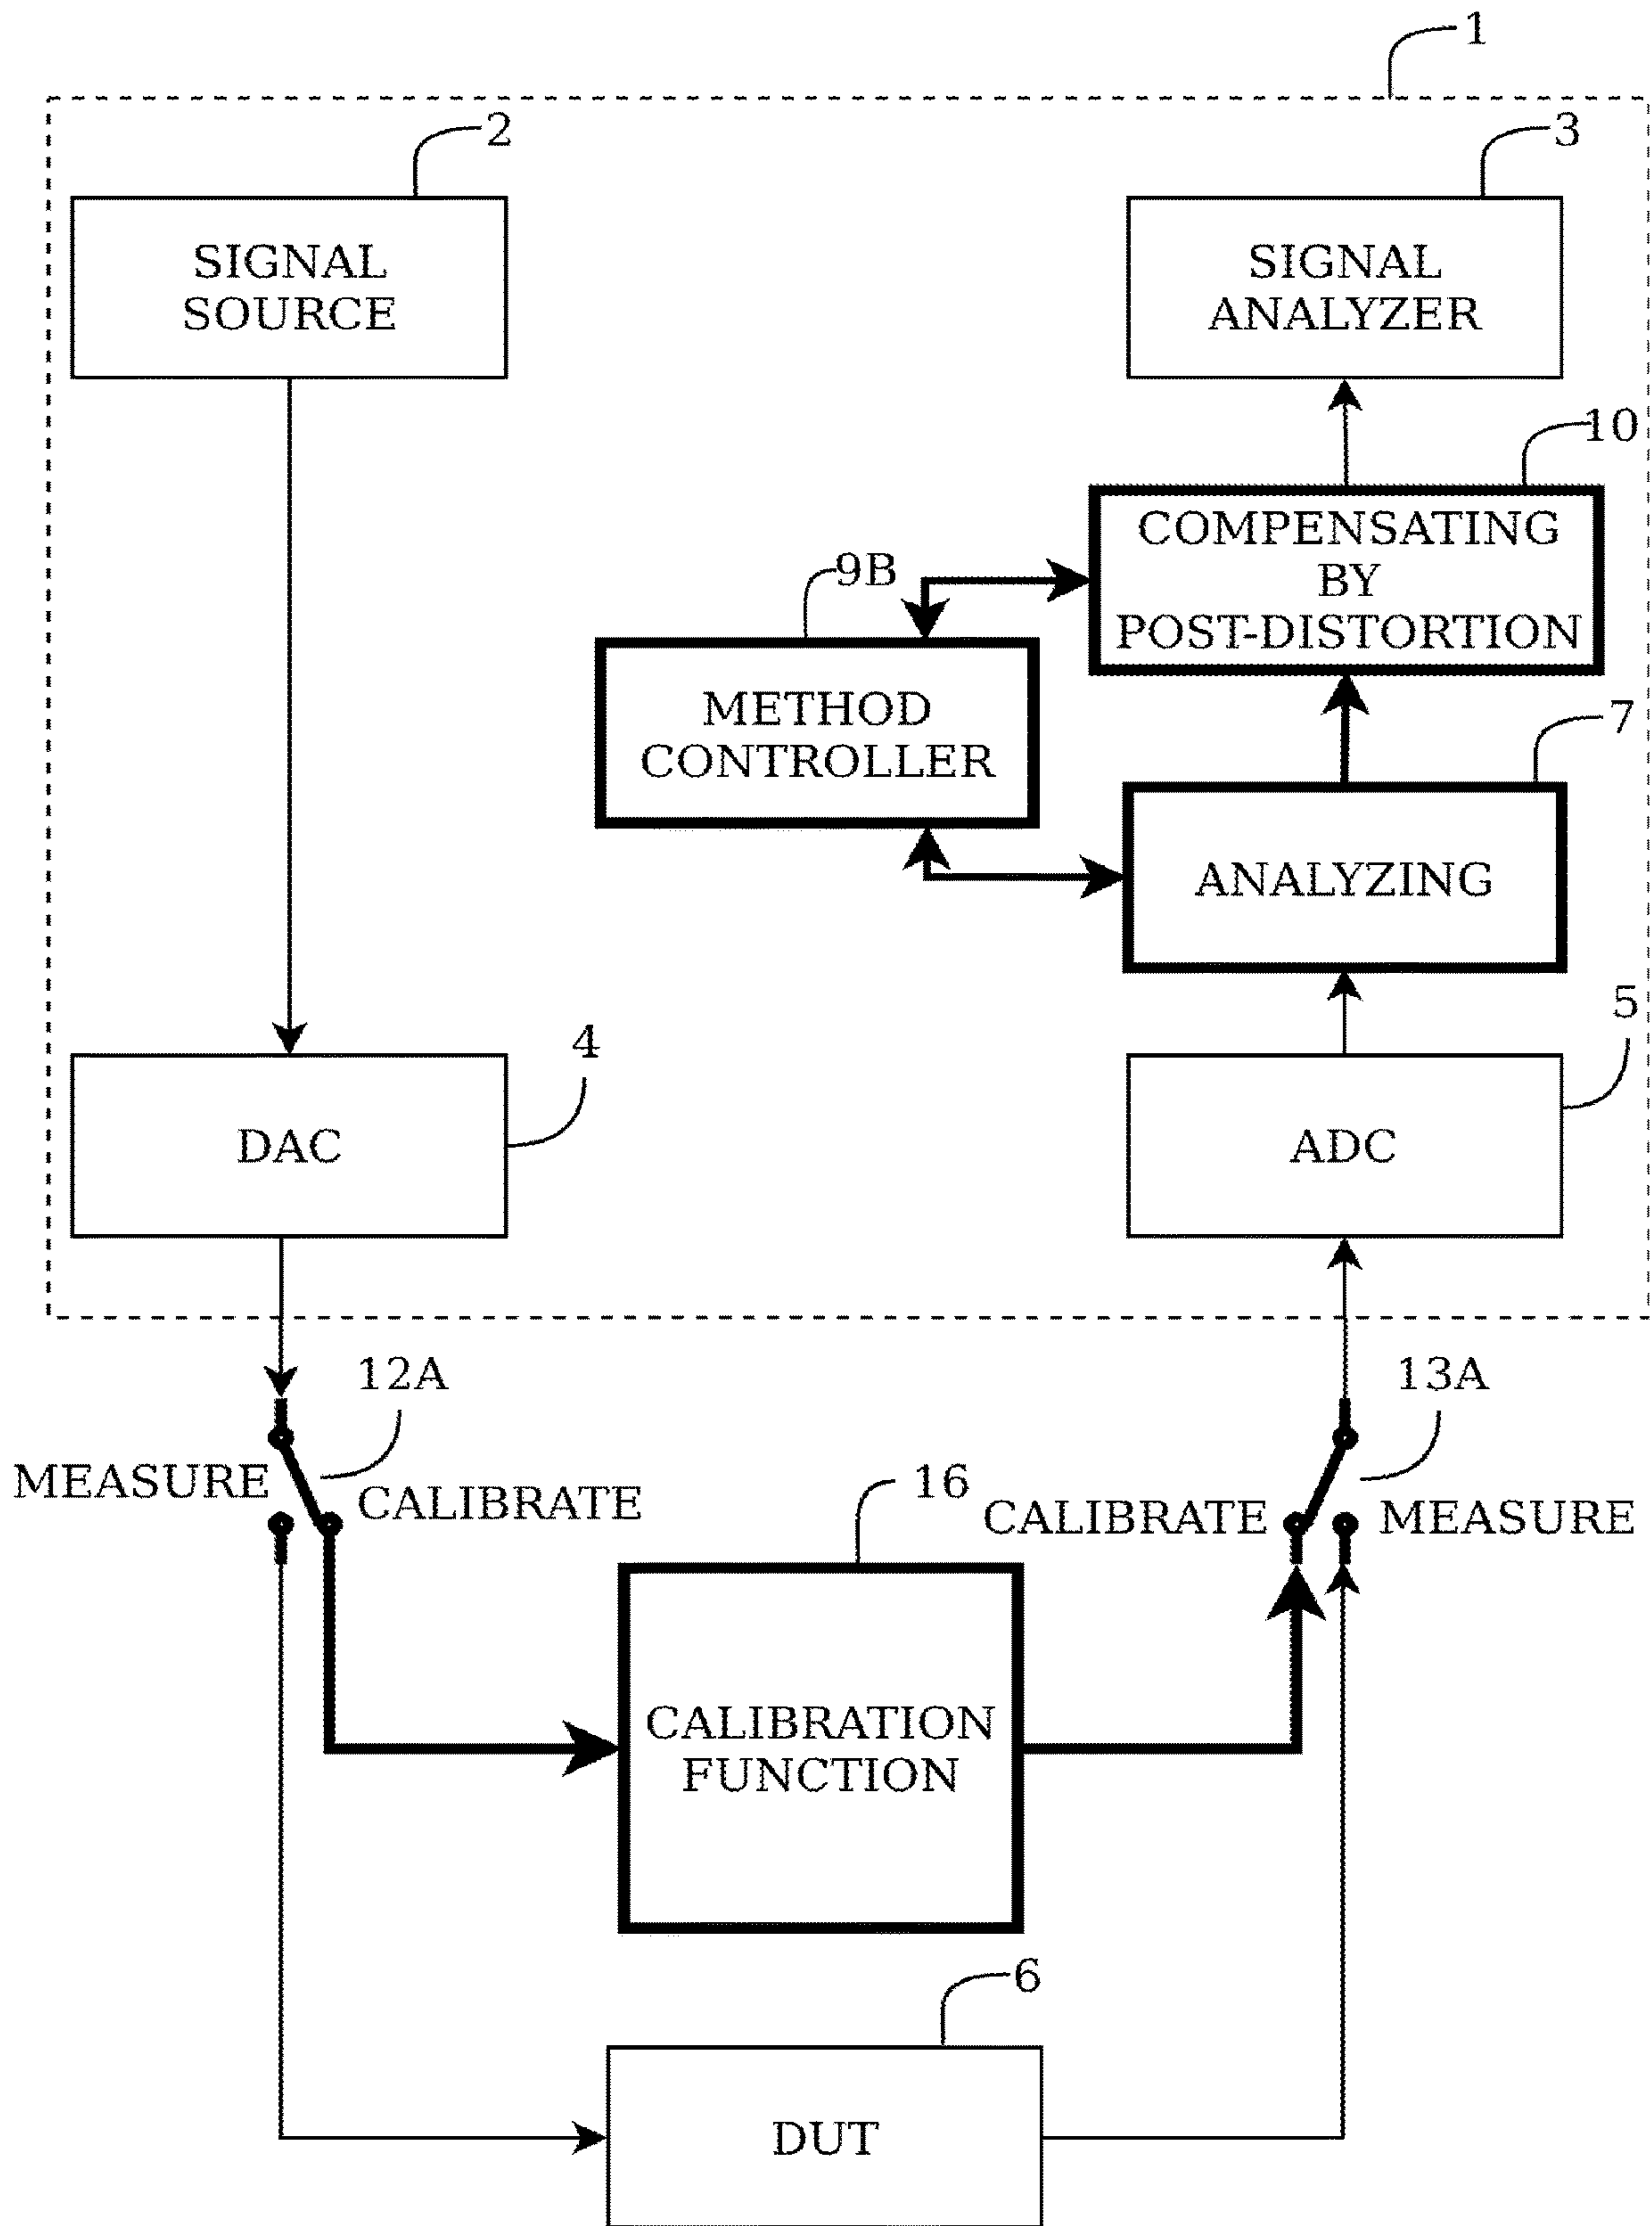 1
2
3
SIGNAL
SOURCE
SIGNAL
ANALYZER
10
COMPENSATING
BY
POST-DISTORTION
9B
METHOD
CONTROLLER
7
ANALYZING
5
4
DAC
ADC
12A
13A
MEASURE
CALIBRATE
16
CALIBRATE
MEASURE
CALIBRATION
FUNCTION
6
DUT